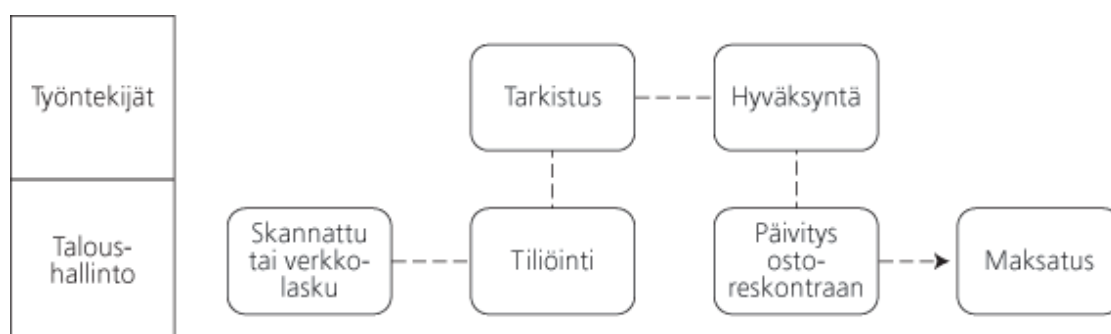 Työntekijät
Tarkistus
Hyväksyntä
Talous-
hallinto
Skannattu
tai verkko-
lasku
Tiliöinti
Päivitys
osto-
reskontraan
Maksatus